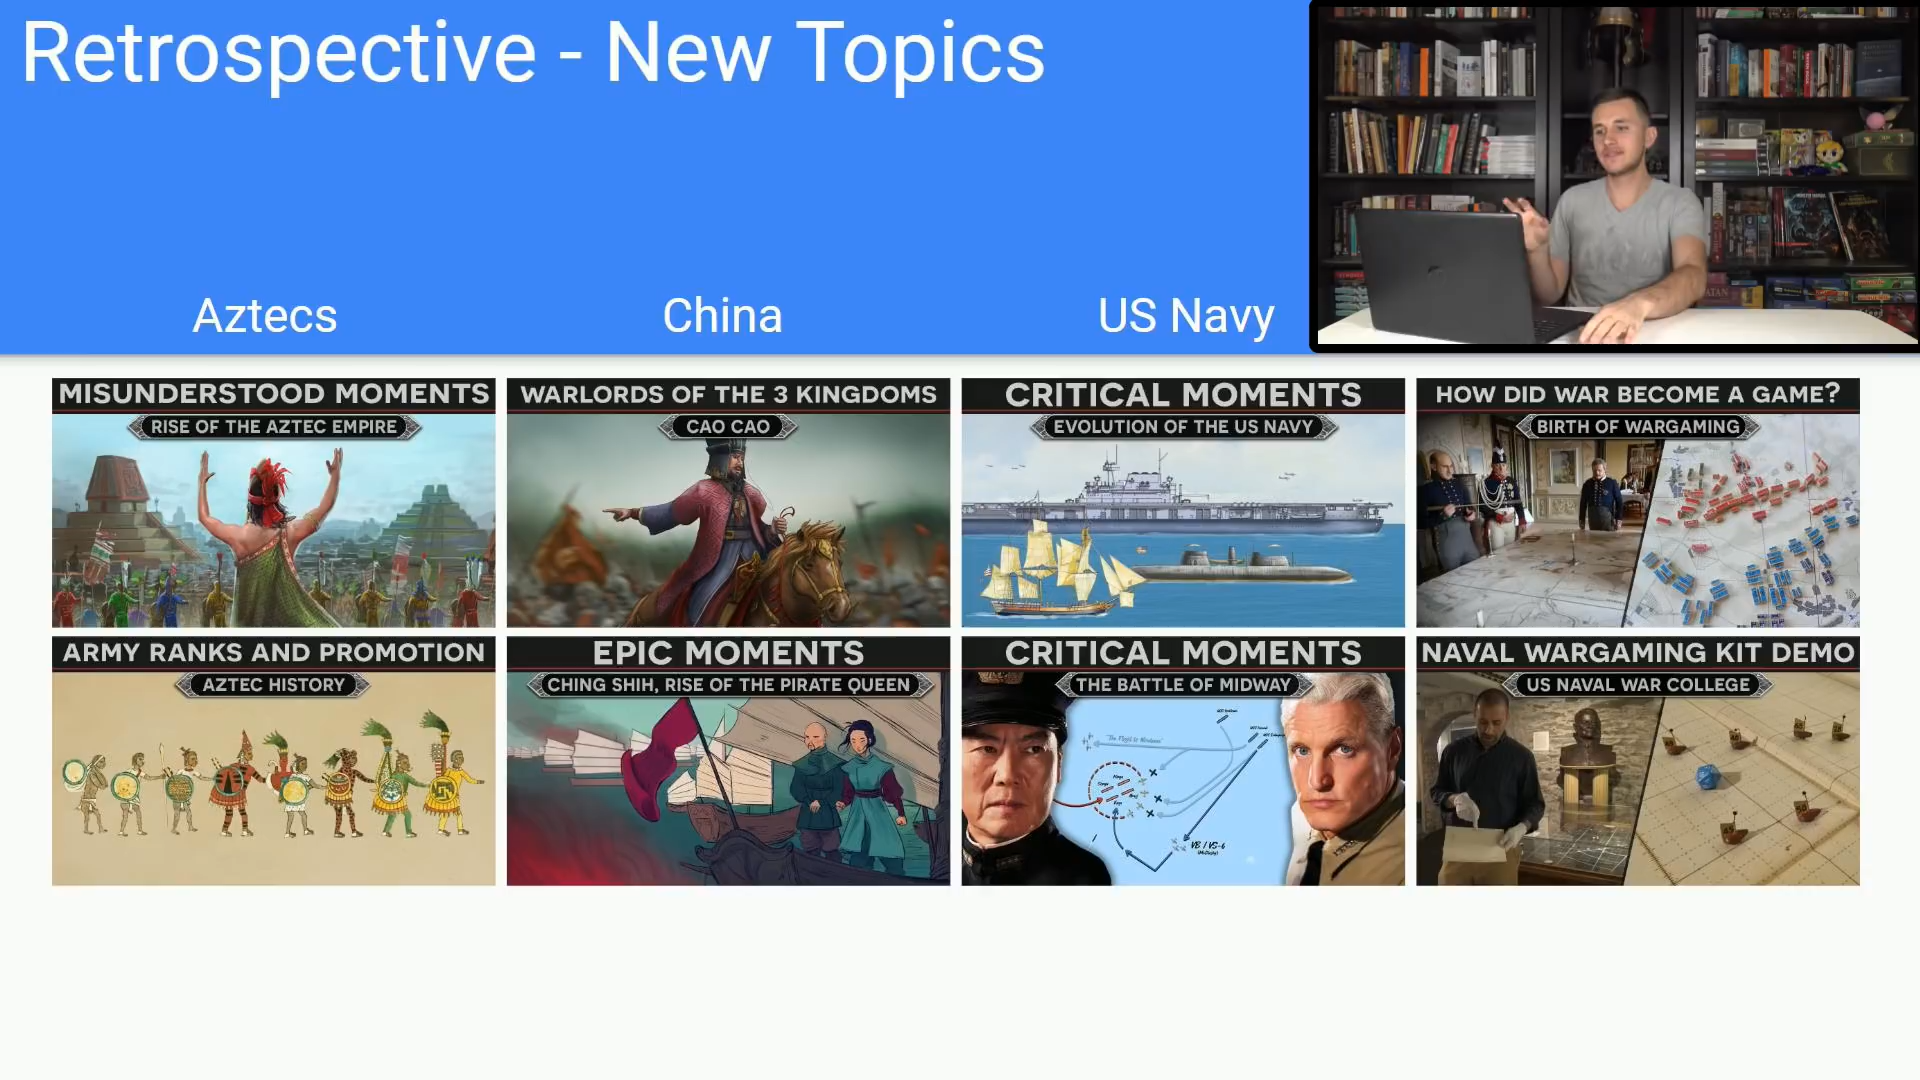 Retrospective - New Topics
Aztecs
China
US Navy
MISUNDERSTOOD MOMENTS
RISE OF THE AZTEC EMPIRE
WARLORDS OF THE 3 KINGDOMS
CAO CAO
CRITICAL MOMENTS
EVOLUTION OF THE US NAVY
HOW DID WAR BECOME A GAME?
BIRTH OF WARGAMING
ARMY RANKS AND PROMOTION
AZTEC HISTORY
EPIC MOMENTS
CHING SHIH, RISE OF THE PIRATE QUEEN
CRITICAL MOMENTS
THE BATTLE OF MIDWAY
VB / VS-6
NAVAL WARGAMING KIT DEMO
US NAVAL WAR COLLEGE